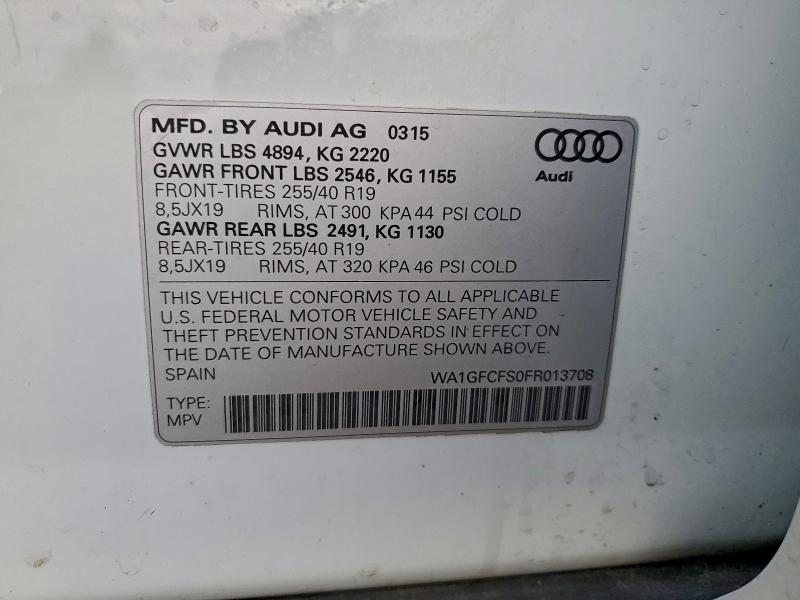 MFD. BY AUDI AG 0315
GVWR LBS 4894, KG 2220
GAWR FRONT LBS 2546, KG 1155
FRONT-TIRES 255/40 R19
8,5JX19 RIMS, AT 300 KPA 44 PSI COLD
GAWR REAR LBS 2491, KG 1130
REAR-TIRES 255/40 R19
8,5JX19 RIMS, AT 320 KPA 46 PSI COLD
Audi
THIS VEHICLE CONFORMS TO ALL APPLICABLE
U.S. FEDERAL MOTOR VEHICLE SAFETY AND
THEFT PREVENTION STANDARDS IN EFFECT ON
THE DATE OF MANUFACTURE SHOWN ABOVE.
SPAIN WA1GFCFS0FR013708
TYPE:
MPV